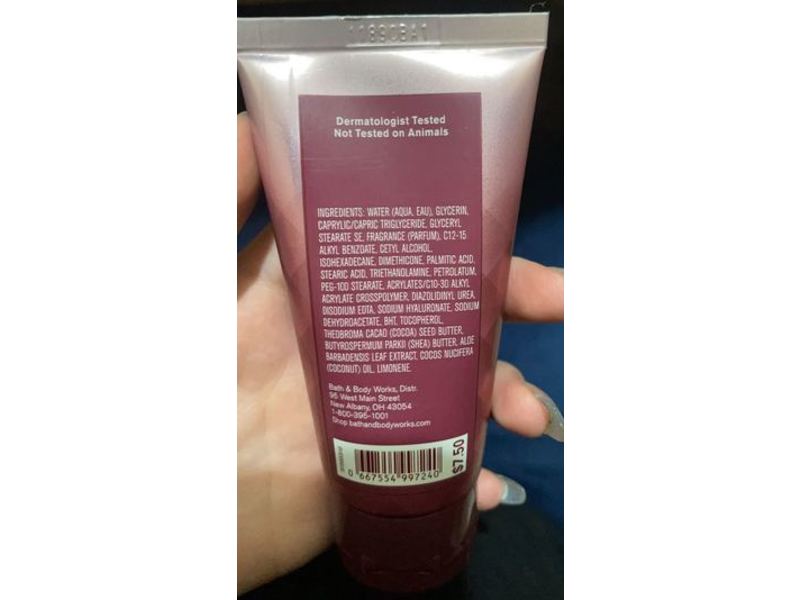 Dermatologist Tested
Not Tested on Animals
INGREDIENTS: WATER (AQUA, EAU), GLYCERIN,
CAPRYLIC/CAPRIC TRIGLYCERIDE, GLYCERYL
STEARATE SE, FRAGRANCE (PARFUM), C12-15
ALKYL BENZOATE, CETYL ALCOHOL,
ISOHEXADECANE, DIMETHICONE, PALMITIC ACID,
STEARIC ACID, TRIETHANOLAMINE, PETROLATUM,
PEG-100 STEARATE, ACRYLATES/C10-30 ALKYL
ACRYLATE CROSSPOLYMER, DIAZOLIDINYL UREA,
DISODIUM EDTA, SODIUM HYALURONATE, SODIUM
DEHYDROACETATE, BHT, TOCOPHEROL,
THEOBROMA CACAO (COCOA) SEED BUTTER,
BUTYROSPERMUM PARKII (SHEA) BUTTER, ALOE
BARBADENSIS LEAF EXTRACT, COCOS NUCIFERA
(COCONUT) OIL, LIMONENE.
Bath & Body Works, Distr.
95 West Main Street
New Albany, OH 43054
1-800-395-1001
Shop bathandbodyworks.com
$7.50
0 667554 997240